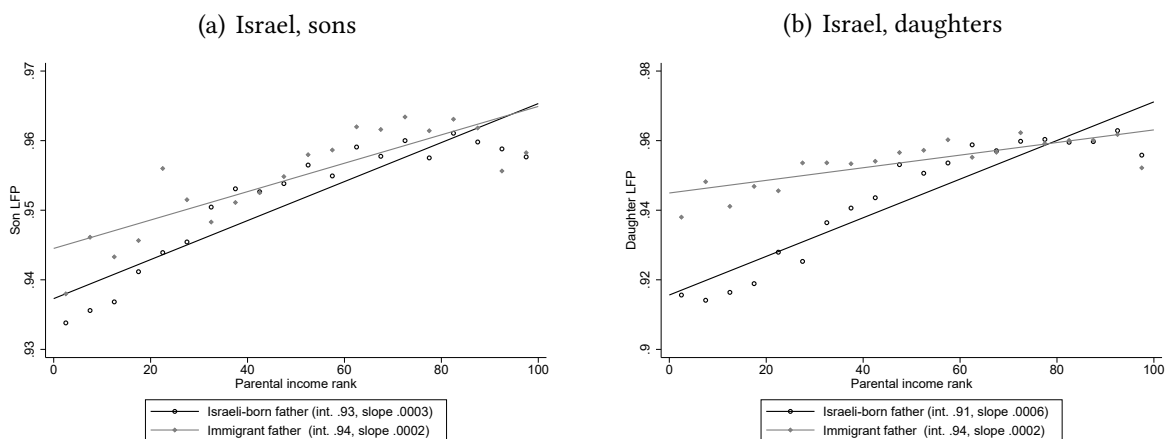 (a) Israel, sons
.97
.96
.95
.94
.93
Son LFP
0
20
40
60
80
100
Parental income rank
Israeli-born father (int. .93, slope .0003)
Immigrant father (int. .94, slope .0002)
(b) Israel, daughters
.98
.96
.94
.92
.9
Daughter LFP
0
20
40
60
80
100
Parental income rank
Israeli-born father (int. .91, slope .0006)
Immigrant father (int. .94, slope .0002)